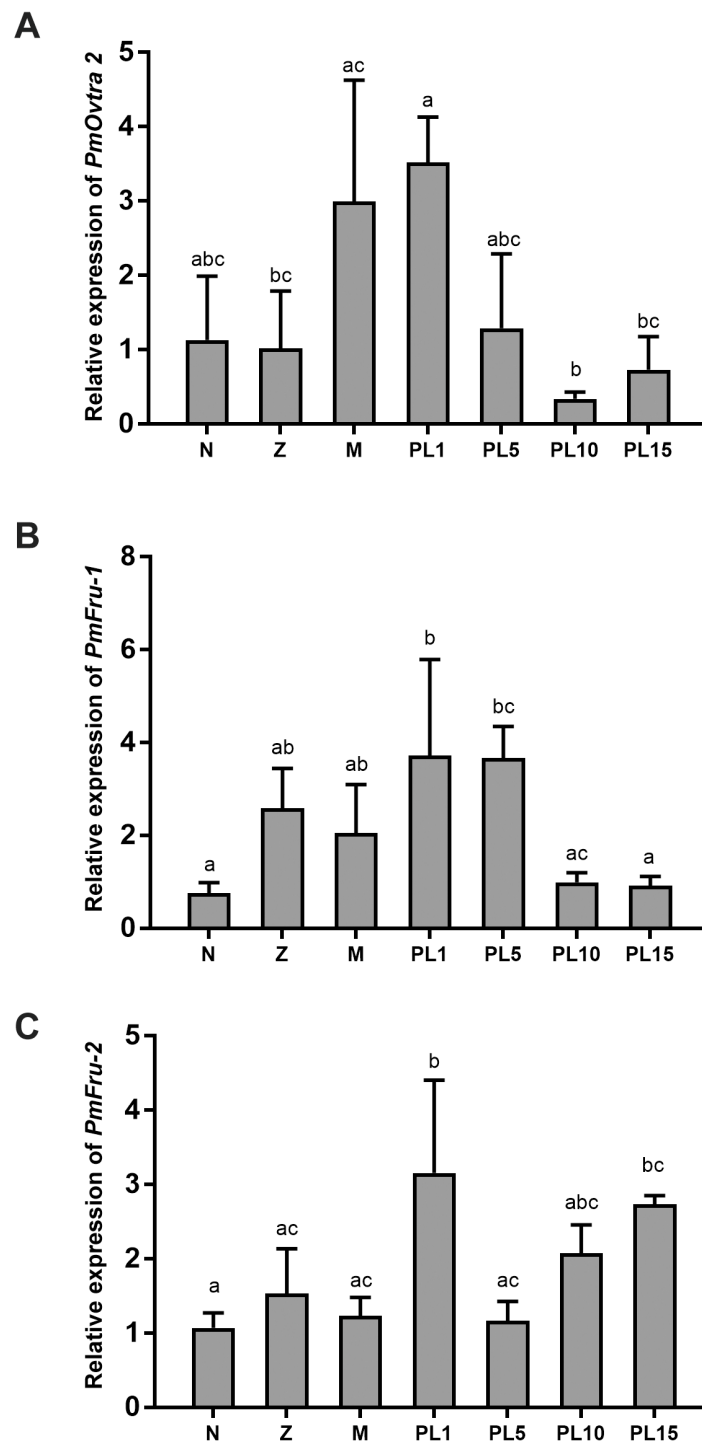 A
Relative expression of PmOvtra 2
5
4
3
2
1
0
abc
bc
ac
a
abc
b
bc
N Z M PL1 PL5 PL10 PL15
B
Relative expression of PmFru-1
8
6
4
2
0
a
ab
ab
b
bc
ac
a
N Z M PL1 PL5 PL10 PL15
C
Relative expression of PmFru-2
5
4
3
2
1
0
a
ac
ac
b
ac
abc
bc
N Z M PL1 PL5 PL10 PL15